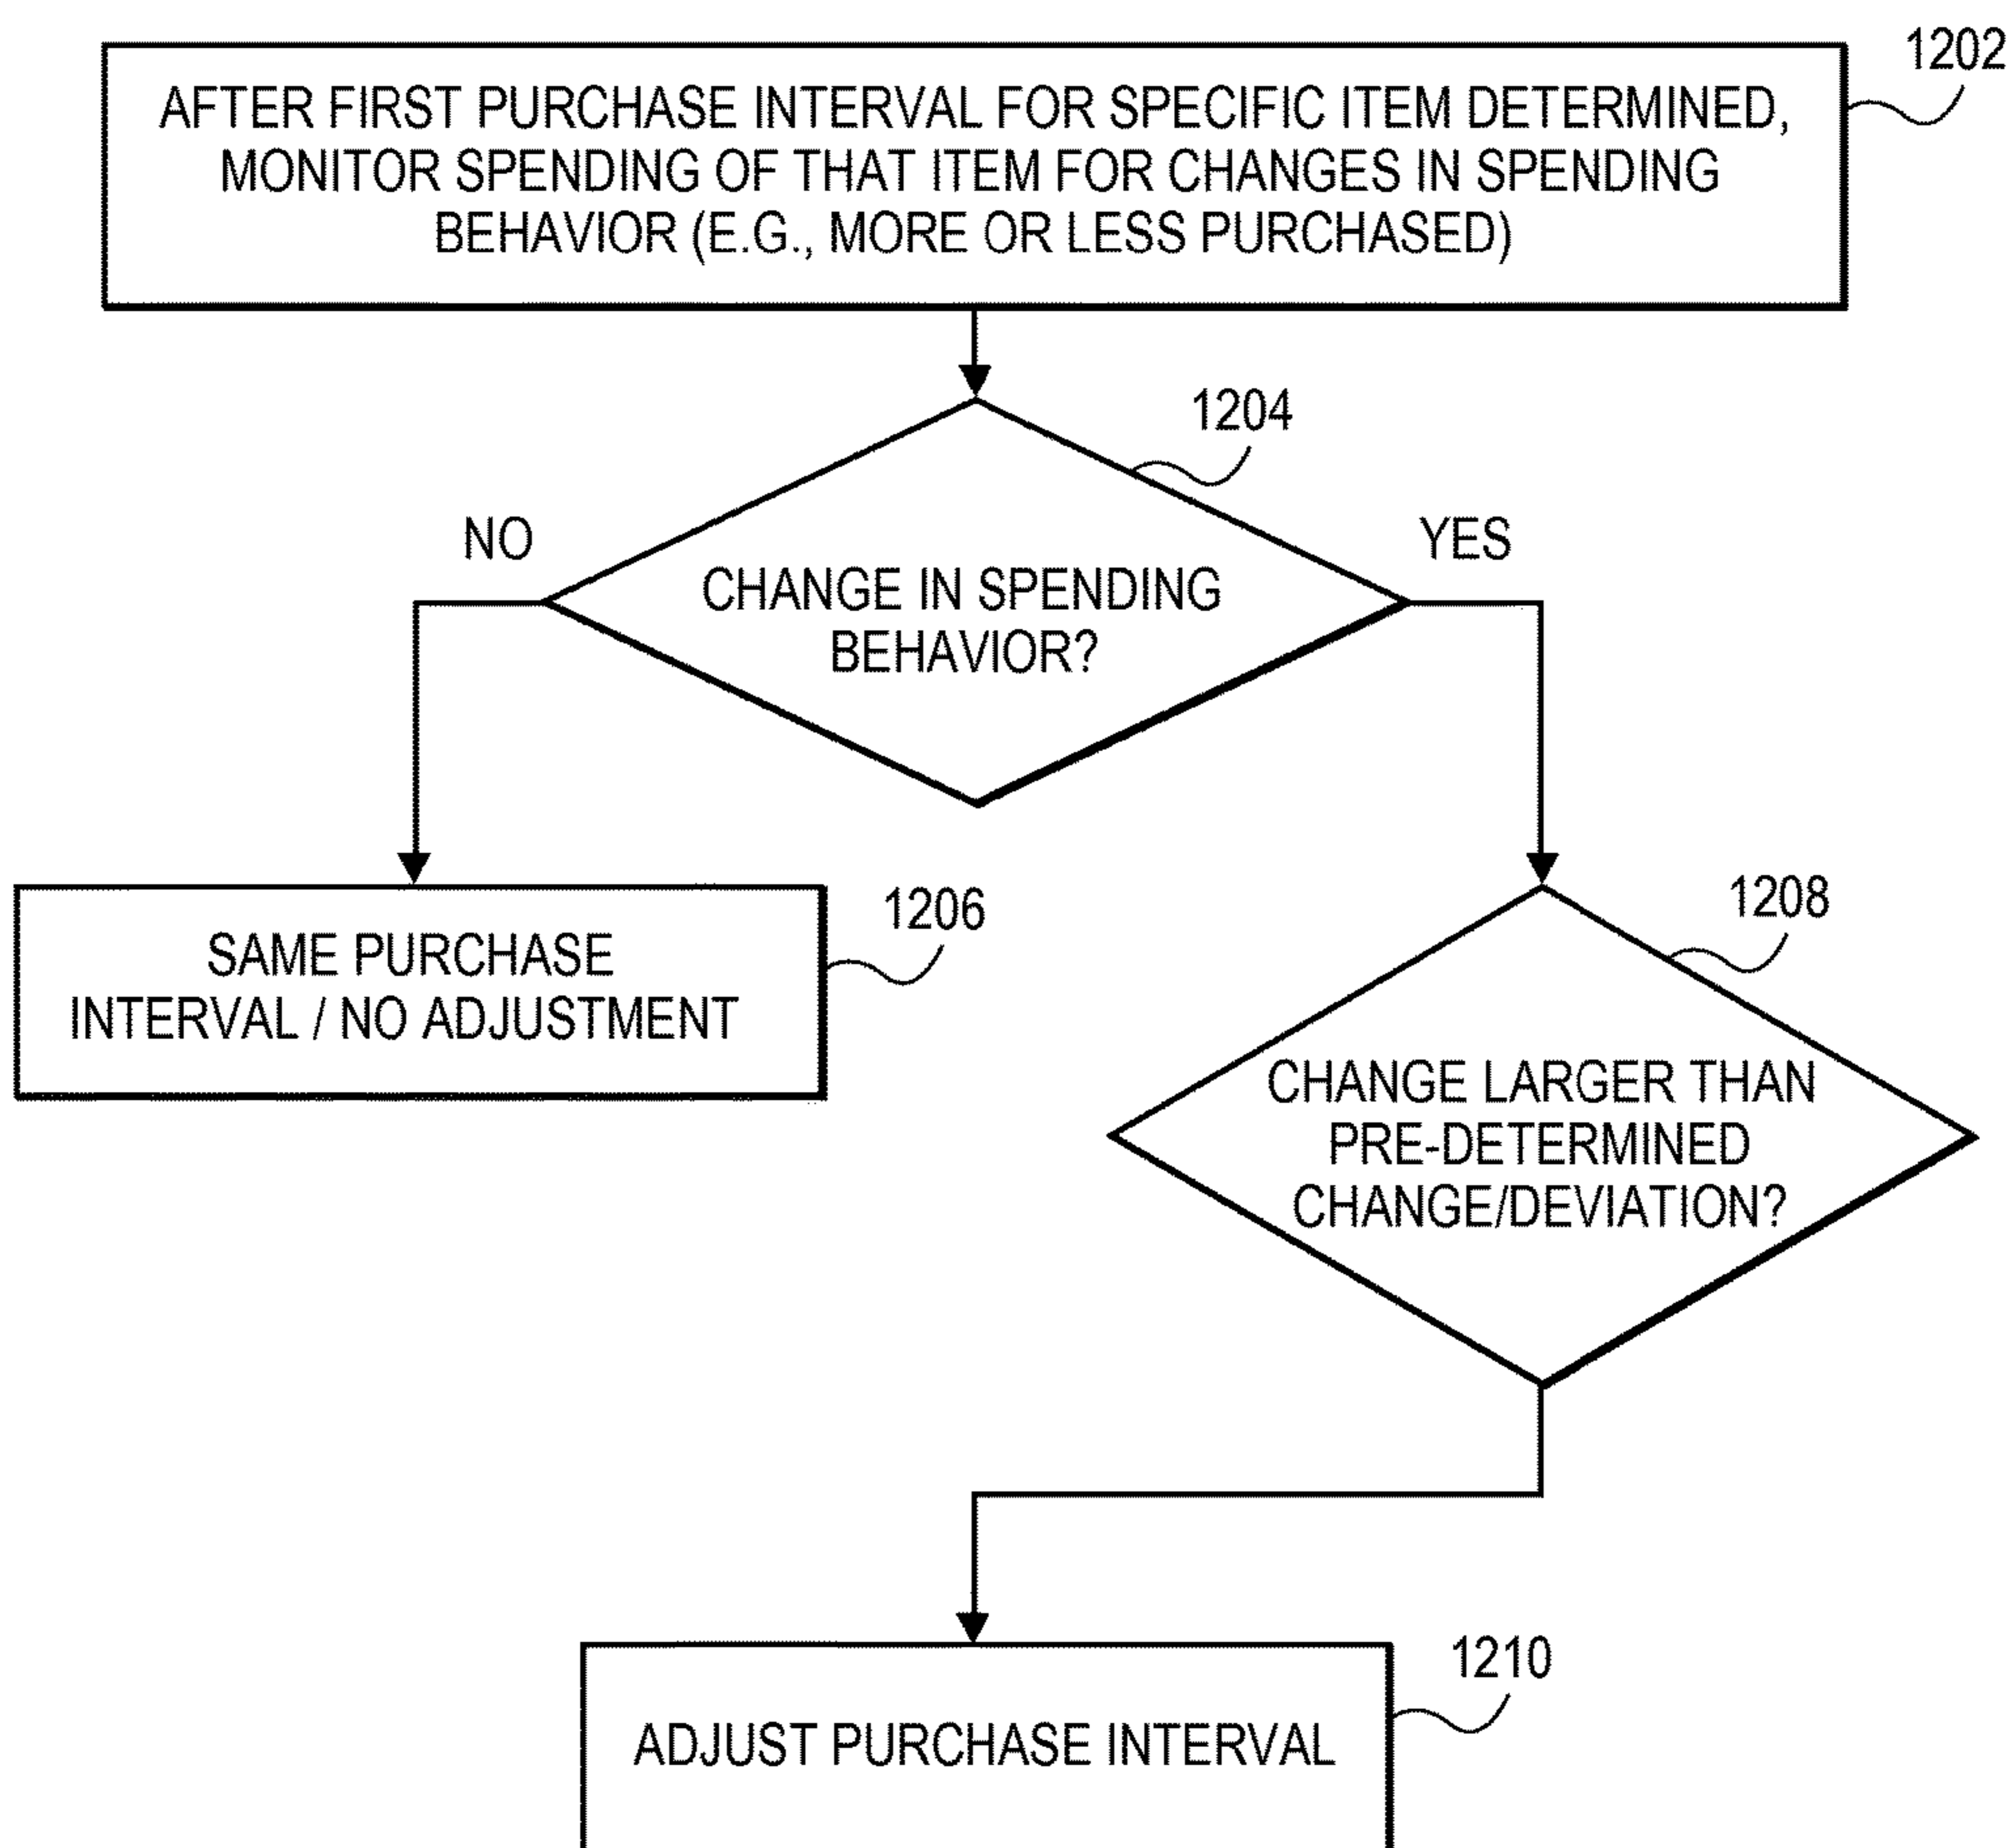 1202
AFTER FIRST PURCHASE INTERVAL FOR SPECIFIC ITEM DETERMINED,
MONITOR SPENDING OF THAT ITEM FOR CHANGES IN SPENDING
BEHAVIOR (E.G., MORE OR LESS PURCHASED)
1204
NO
YES
CHANGE IN SPENDING
BEHAVIOR?
1206
SAME PURCHASE
INTERVAL / NO ADJUSTMENT
1208
CHANGE LARGER THAN
PRE-DETERMINED
CHANGE/DEVIATION?
1210
ADJUST PURCHASE INTERVAL